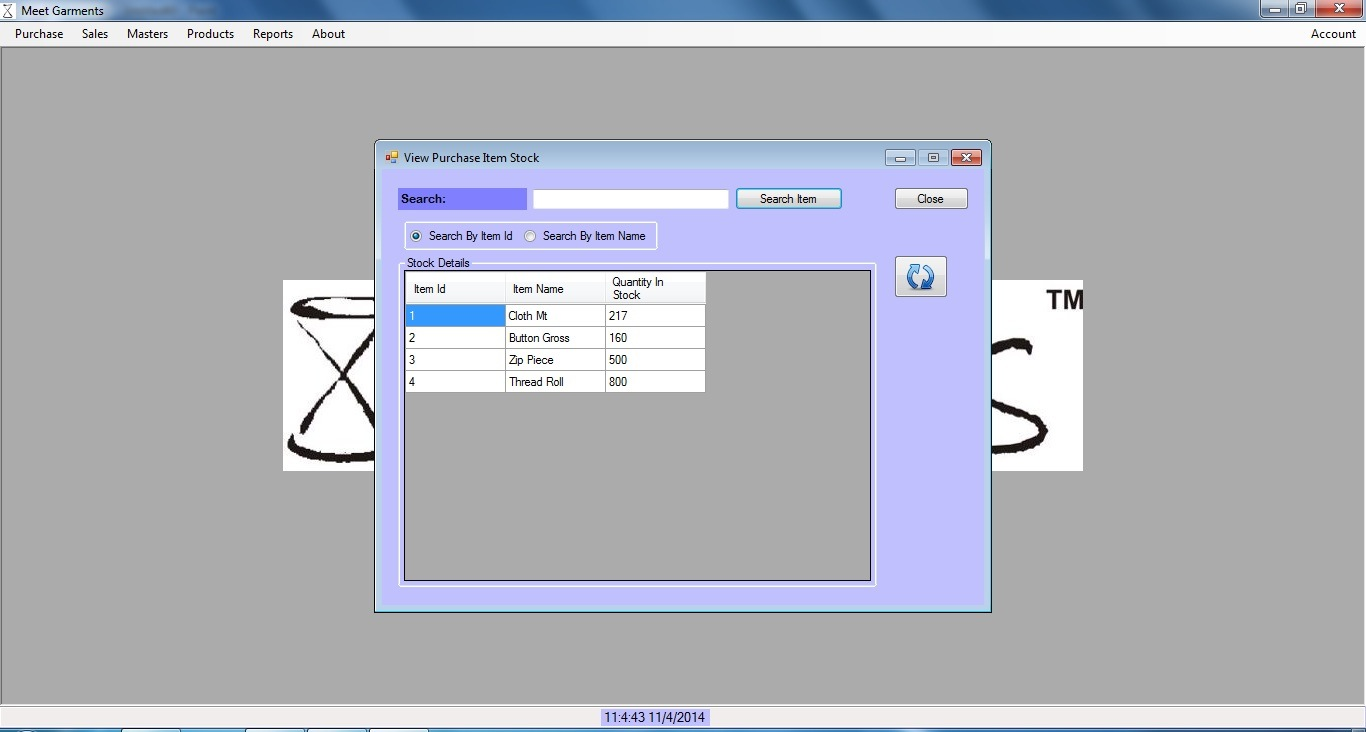 Meet Garments
Purchase Sales Masters Products Reports About Account
View Purchase Item Stock
Search: Search Item Close
Search By Item Id Search By Item Name
Stock Details
Item Id Item Name Quantity In
Stock
1 Cloth Mt 217
2 Button Gross 160
3 Zip Piece 500
4 Thread Roll 800
TM
S
11:4:43 11/4/2014